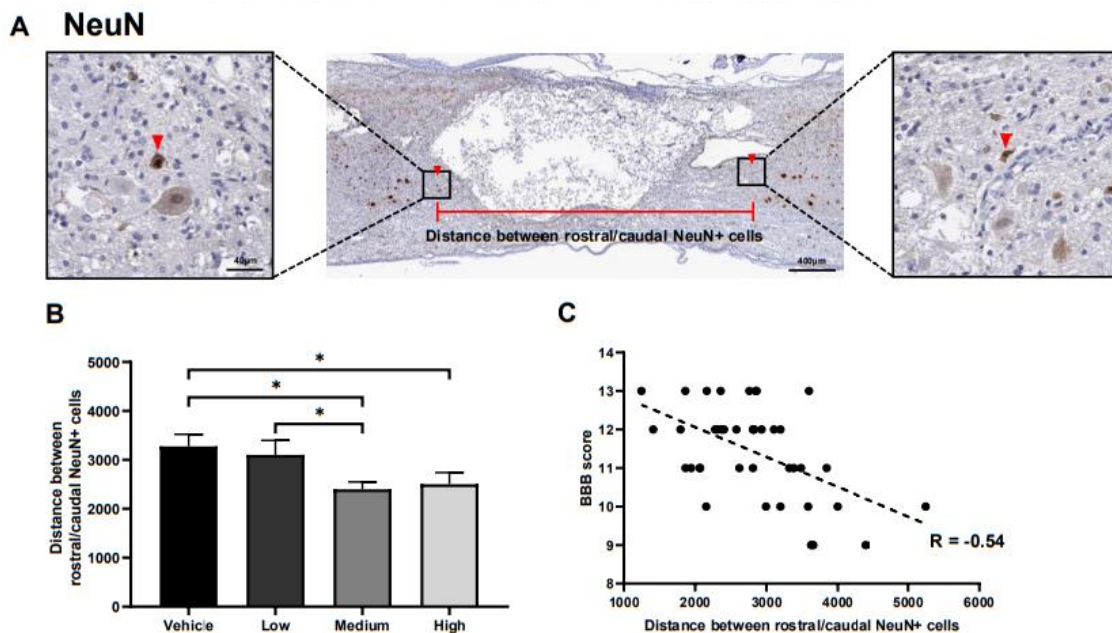 A NeuN
40μm
Distance between rostral/caudal NeuN+ cells
400μm
B
Distance between
rostral/caudal NeuN+ cells
5000
4000
3000
2000
1000
0
*
*
*
Vehicle Low Medium High
C
BBB score
14
13
12
11
10
9
8
R = -0.54
1000 2000 3000 4000 5000 6000
Distance between rostral/caudal NeuN+ cells